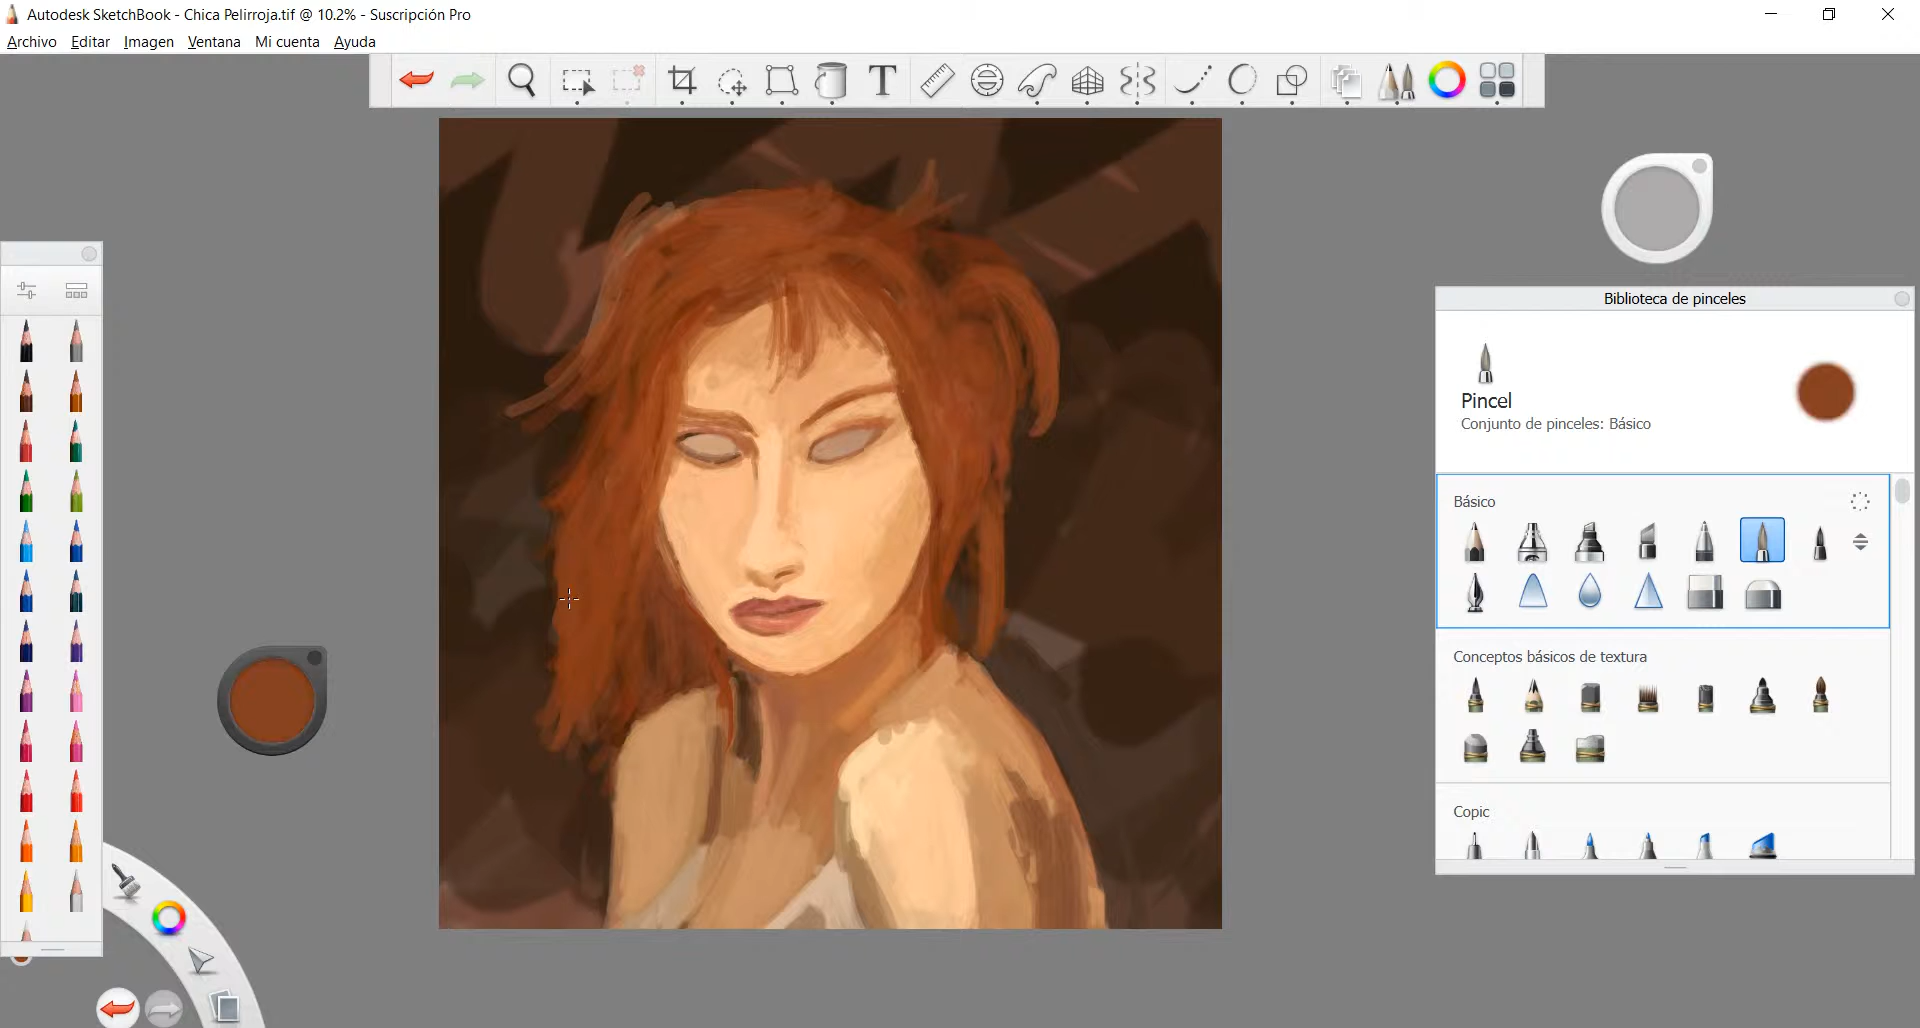 Autodesk SketchBook - Chica Pelirroja.tif @ 10.2% - Suscripción Pro
Archivo Editar Imagen Ventana Mi cuenta Ayuda
T
Biblioteca de pinceles
Pincel
Conjunto de pinceles: Básico
Básico
Conceptos básicos de textura
Copic